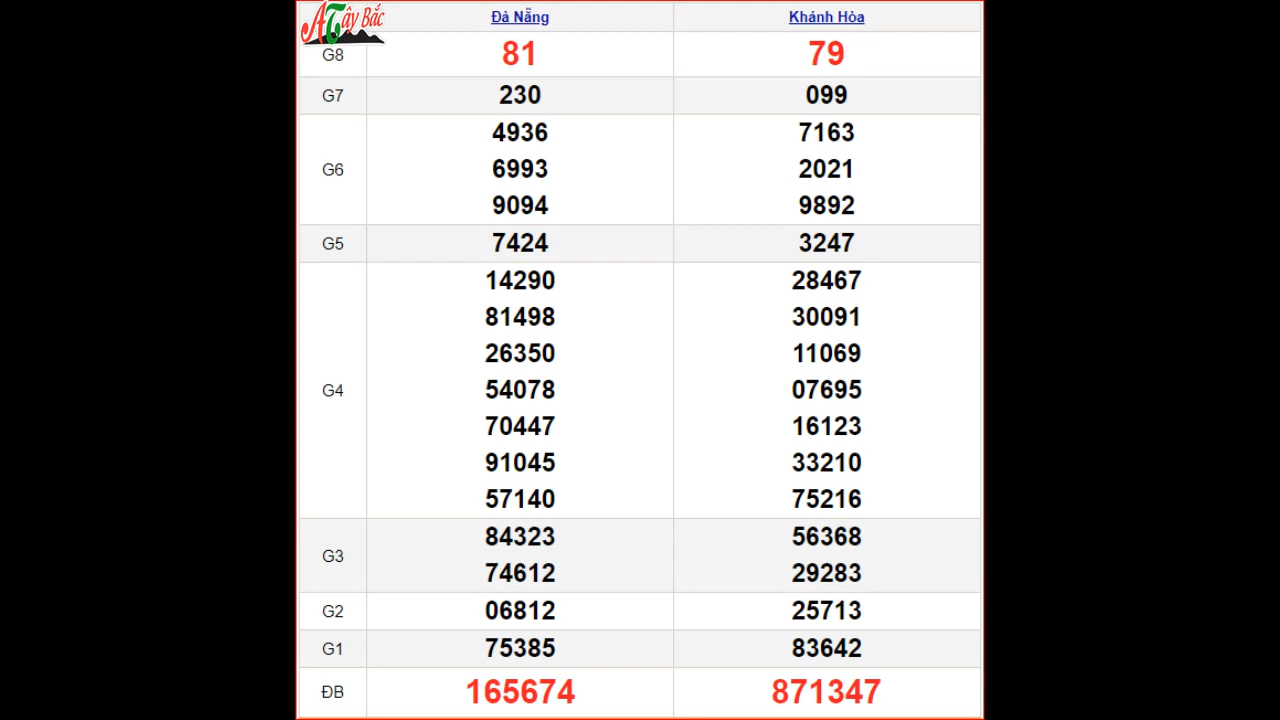 ATây Bắc
Đà Nẵng Khánh Hòa
G8 81 79
G7 230 099
4936 7163
G6 6993 2021
9094 9892
G5 7424 3247
14290 28467
81498 30091
26350 11069
G4 54078 07695
70447 16123
91045 33210
57140 75216
84323 56368
G3
74612 29283
G2 06812 25713
G1 75385 83642
ĐB 165674 871347